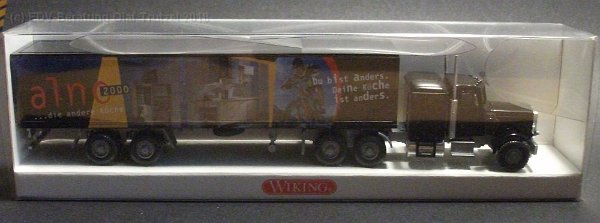 alno 2000
...die andere Küche
Du bist anders.
Deine Küche
ist anders.
WIKING